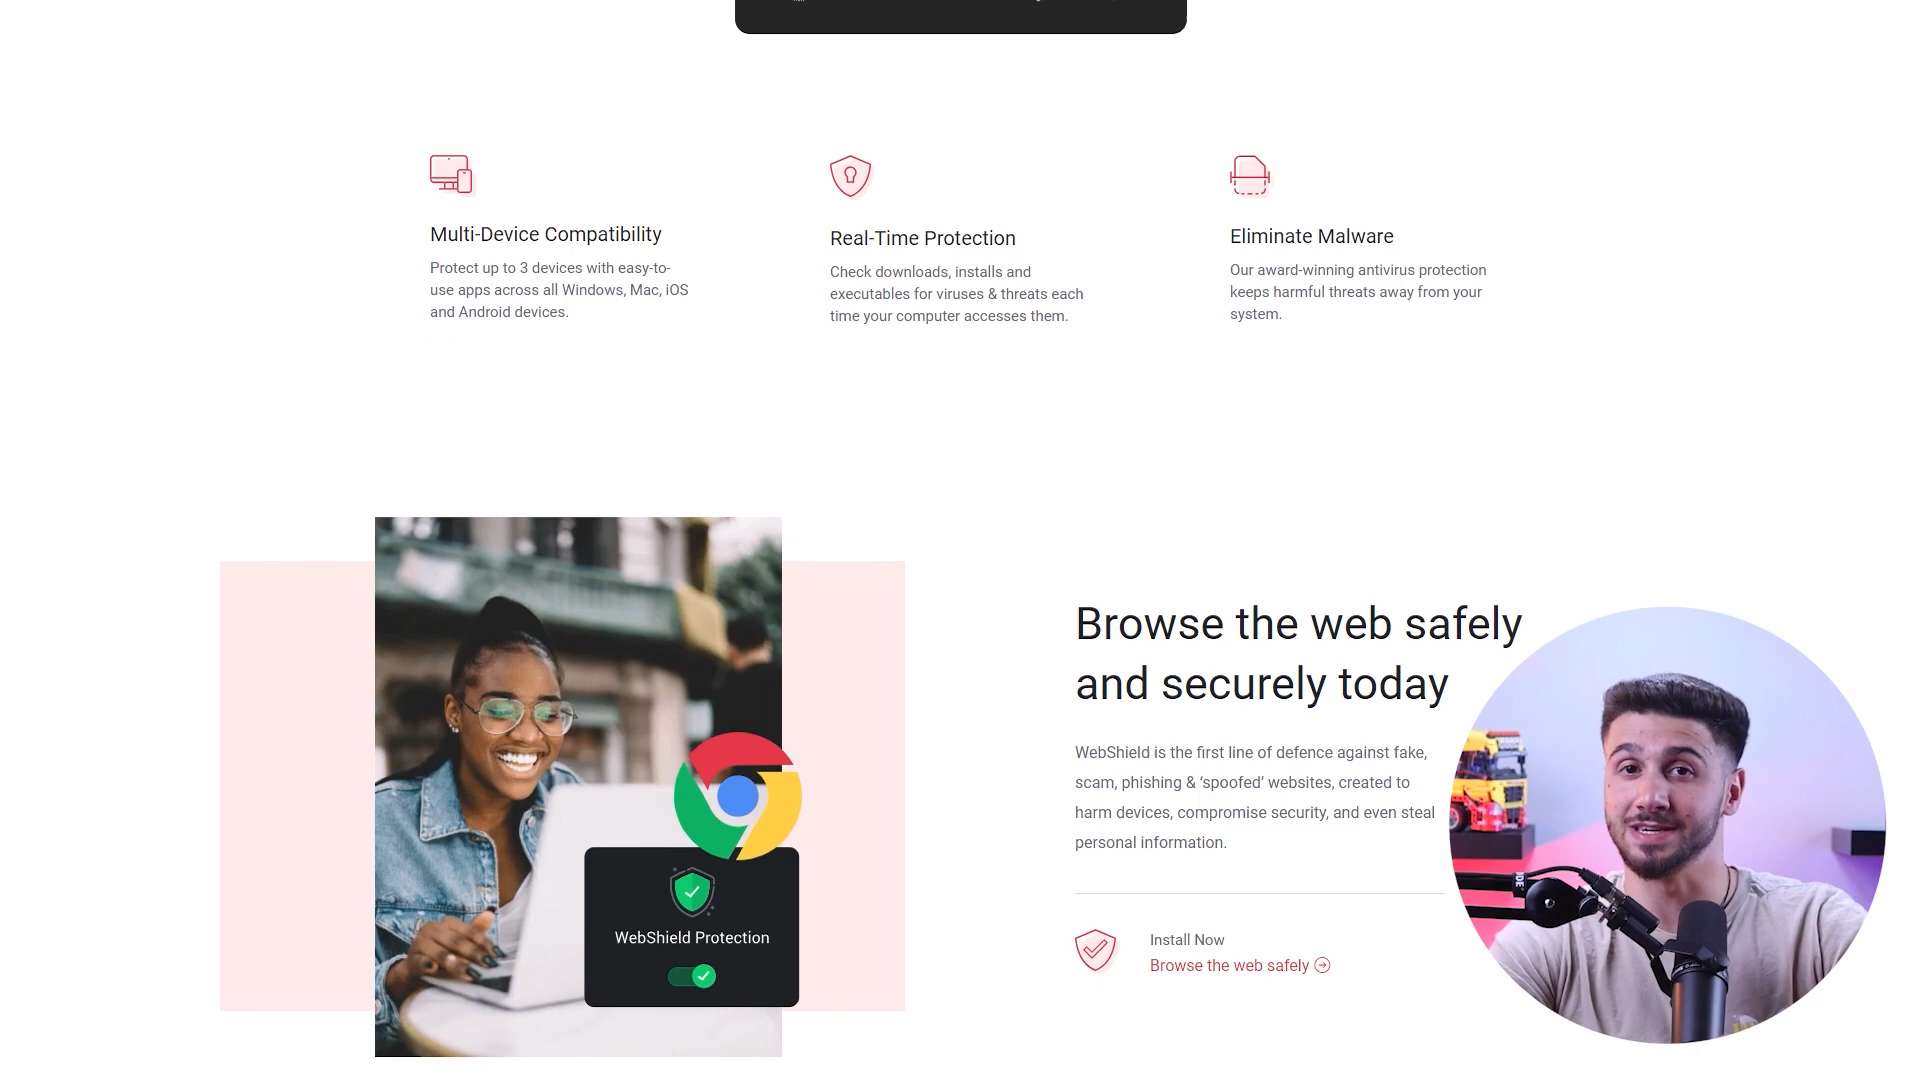 Multi-Device Compatibility
Protect up to 3 devices with easy-to-
use apps across all Windows, Mac, iOS
and Android devices.
Real-Time Protection
Check downloads, installs and
executables for viruses & threats each
time your computer accesses them.
Eliminate Malware
Our award-winning antivirus protection
keeps harmful threats away from your
system.
WebShield Protection
Browse the web safely
and securely today
WebShield is the first line of defence against fake,
scam, phishing & ‘spoofed’ websites, created to
harm devices, compromise security, and even steal
personal information.
Install Now
Browse the web safely